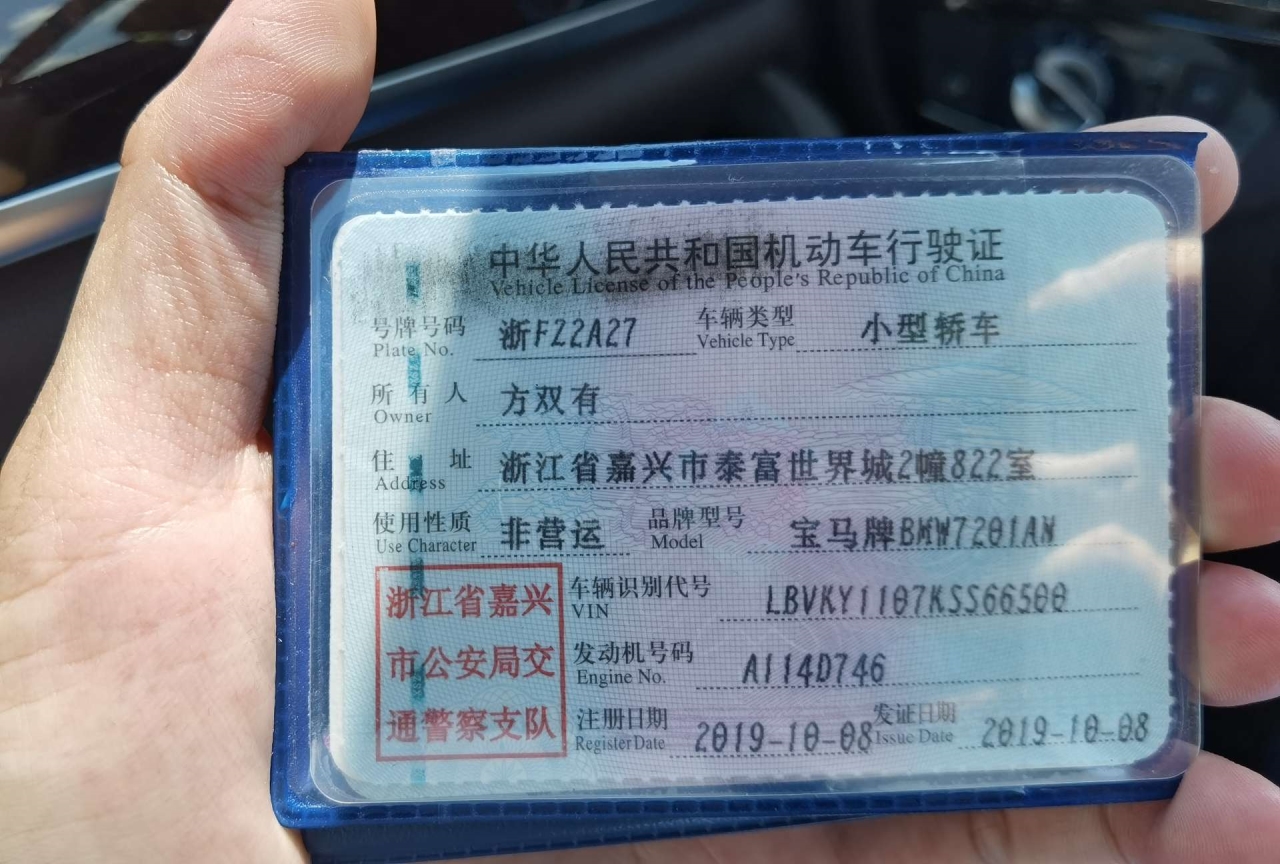 中华人民共和国机动车行驶证
Vehicle License of the People's Republic of China
号牌号码 浙FZ2A27 车辆类型 小型轿车
Plate No. Vehicle Type
所有人 方双有
Owner
住址 浙江省嘉兴市泰富世界城2幢822室
Address
使用性质 非营运 品牌型号 宝马牌BMW7201AN
Use Character Model
浙江省嘉兴
市公安局交
通警察支队
车辆识别代号 LBVKY1107KSS66500
VIN
发动机号码 A114D746
Engine No.
注册日期 2019-10-08 发证日期 2019-10-08
Register Date Issue Date